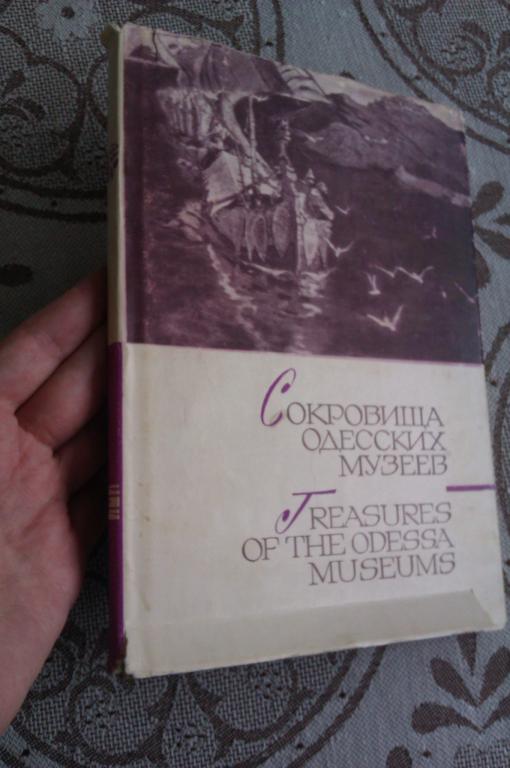 Сокровища
одесских
музеев
Treasures
of the Odessa
Museums